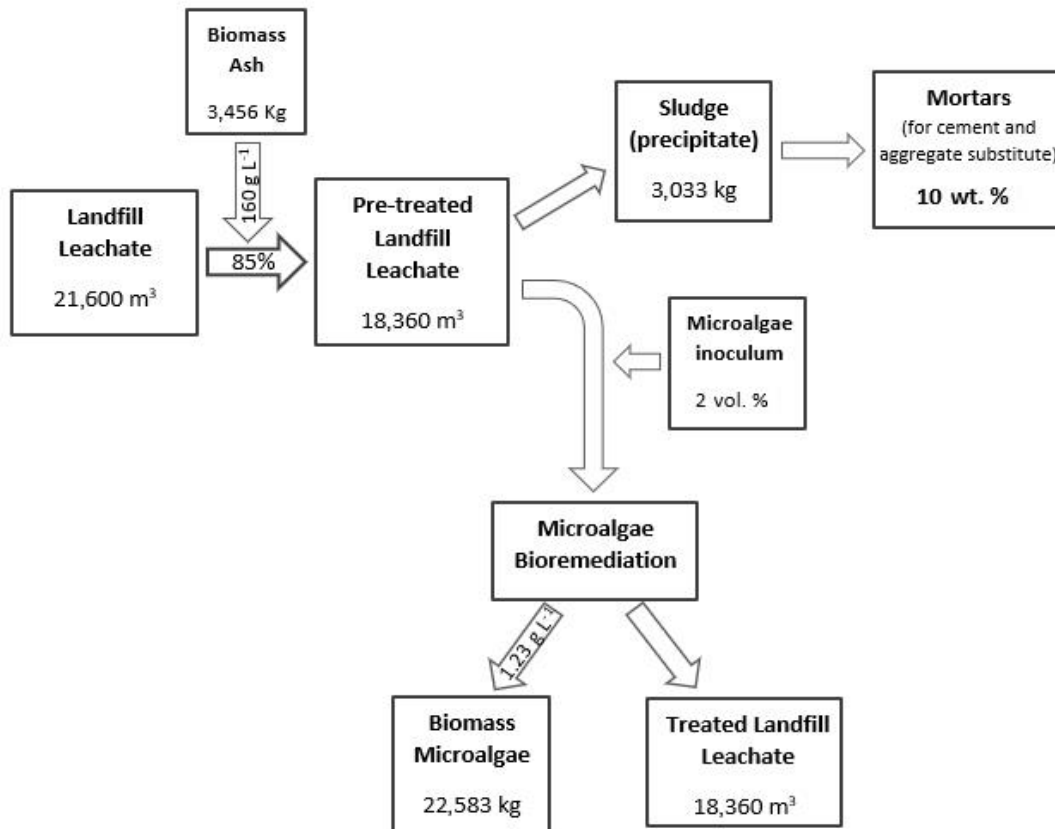 Biomass
Ash
3,456 Kg
160 g L⁻¹
Landfill
Leachate
21,600 m³
85%
Pre-treated
Landfill
Leachate
18,360 m³
Sludge
(precipitate)
3,033 kg
Mortars
(for cement and
aggregate substitute)
10 wt. %
Microalgae
inoculum
2 vol. %
Microalgae
Bioremediation
1.23 g L⁻¹
Biomass
Microalgae
22,583 kg
Treated Landfill
Leachate
18,360 m³